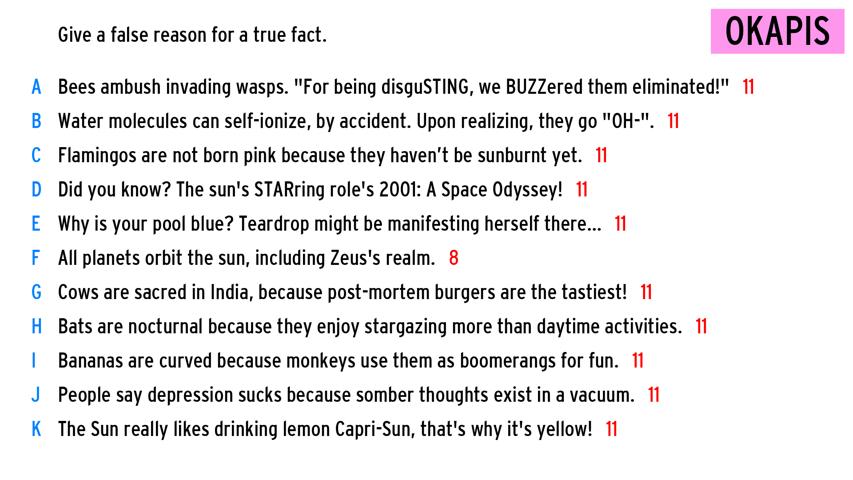 Give a false reason for a true fact.
OKAPIS
A Bees ambush invading wasps. "For being disguSTING, we BUZZered them eliminated!" 11
B Water molecules can self-ionize, by accident. Upon realizing, they go "OH-". 11
C Flamingos are not born pink because they haven’t be sunburnt yet. 11
D Did you know? The sun's STARring role's 2001: A Space Odyssey! 11
E Why is your pool blue? Teardrop might be manifesting herself there... 11
F All planets orbit the sun, including Zeus's realm. 8
G Cows are sacred in India, because post-mortem burgers are the tastiest! 11
H Bats are nocturnal because they enjoy stargazing more than daytime activities. 11
I Bananas are curved because monkeys use them as boomerangs for fun. 11
J People say depression sucks because somber thoughts exist in a vacuum. 11
K The Sun really likes drinking lemon Capri-Sun, that's why it's yellow! 11